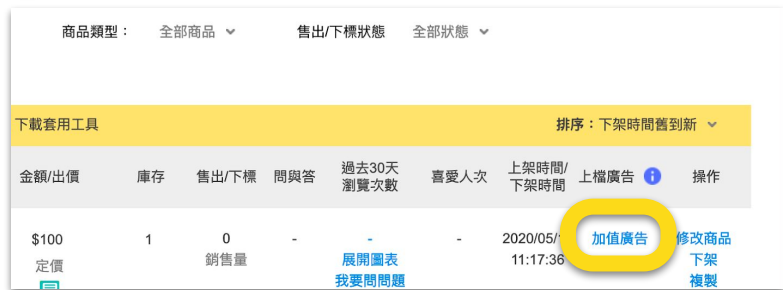 商品類型： 全部商品 售出/下標狀態 全部狀態
下載套用工具 排序：下架時間舊到新
金額/出價 庫存 售出/下標 問與答 過去30天 瀏覽次數 喜愛人次 上架時間/ 下架時間 上檔廣告 操作
$100 1 0 - - - 2020/05/1 加值廣告 修改商品
定價 銷售量 展開圖表 11:17:36 下架
我要問問題 複製